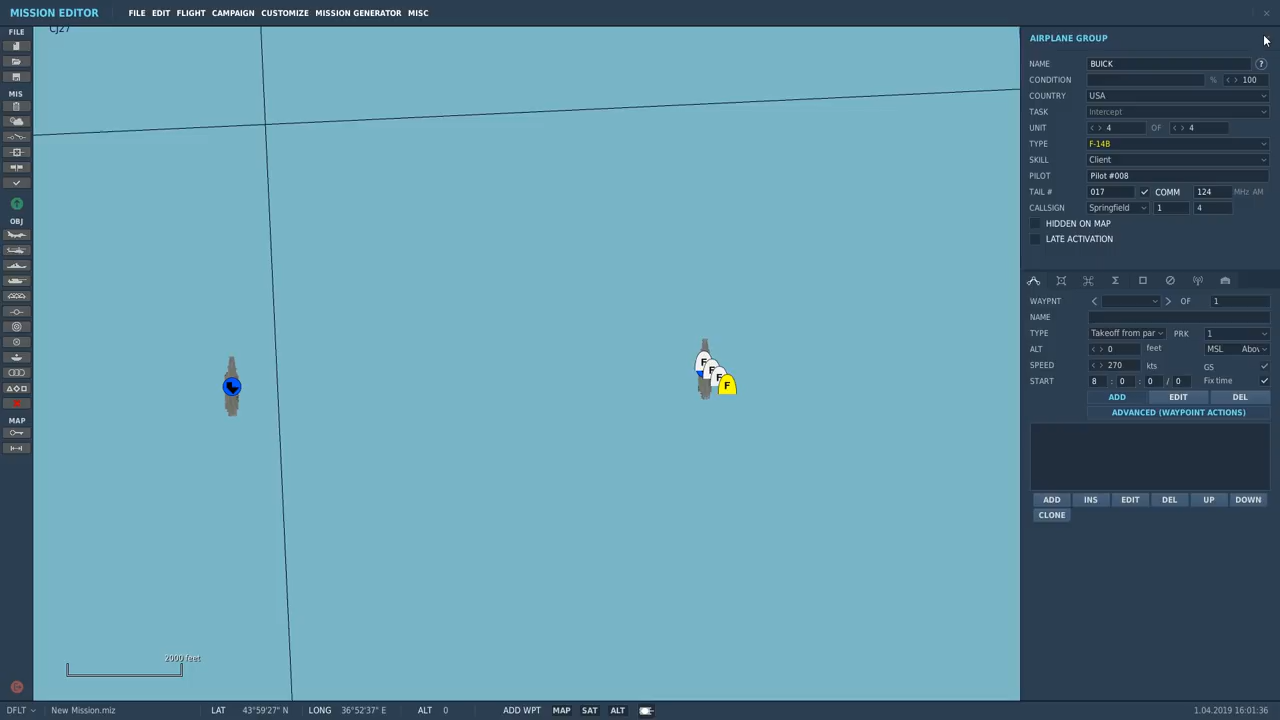 MISSION EDITOR FILE EDIT FLIGHT CAMPAIGN CUSTOMIZE MISSION GENERATOR MISC
FILE
MIS
OBJ
MAP
CJ27
F F F F
2000 feet
AIRPLANE GROUP
NAME BUICK ?
CONDITION % < > 100
COUNTRY USA
TASK Intercept
UNIT < > 4 OF < > 4
TYPE F-14B
SKILL Client
PILOT Pilot #008
TAIL # 017 COMM 124 MHz AM
CALLSIGN Springfield 1 4
HIDDEN ON MAP
LATE ACTIVATION
WAYPNT < > OF 1
NAME
TYPE Takeoff from par PRK 1
ALT < > 0 feet MSL Abov
SPEED < > 270 kts GS
START 8 : 0 : 0 / 0 Fix time
ADD EDIT DEL
ADVANCED (WAYPOINT ACTIONS)
ADD INS EDIT DEL UP DOWN
CLONE
DFLT New Mission.miz LAT 43°59'27" N LONG 36°52'37" E ALT 0 ADD WPT MAP SAT ALT 1.04.2019 16:01:36